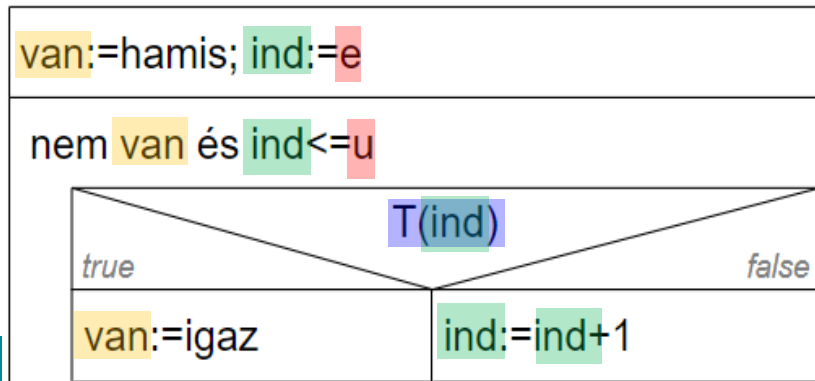 van:=hamis; ind:=e
nem van és ind<=u
T(ind)
true false
van:=igaz ind:=ind+1